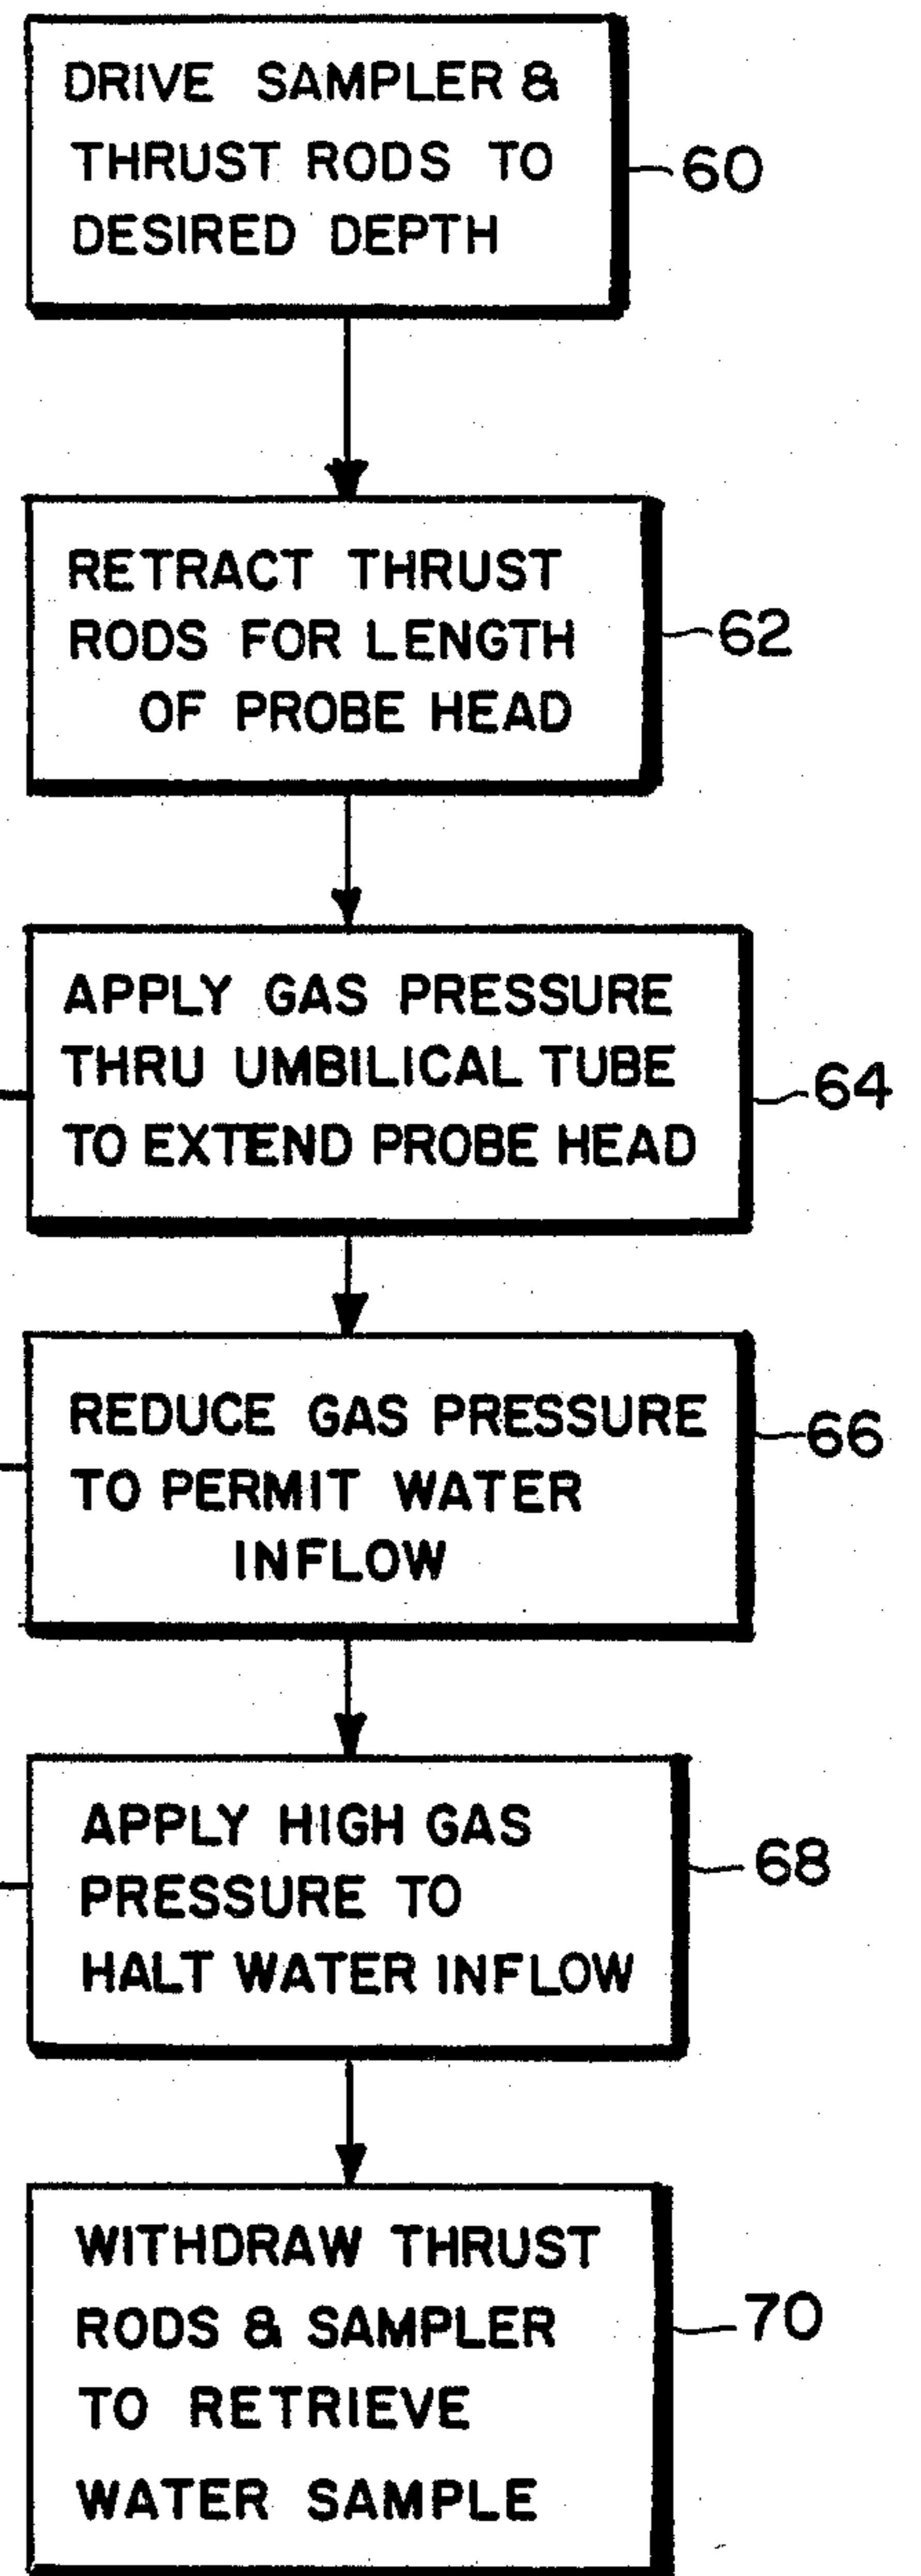 DRIVE SAMPLER &
THRUST RODS TO
DESIRED DEPTH
60
RETRACT THRUST
RODS FOR LENGTH
OF PROBE HEAD
62
APPLY GAS PRESSURE
THRU UMBILICAL TUBE
TO EXTEND PROBE HEAD
64
REDUCE GAS PRESSURE
TO PERMIT WATER
INFLOW
66
APPLY HIGH GAS
PRESSURE TO
HALT WATER INFLOW
68
WITHDRAW THRUST
RODS & SAMPLER
TO RETRIEVE
WATER SAMPLE
70